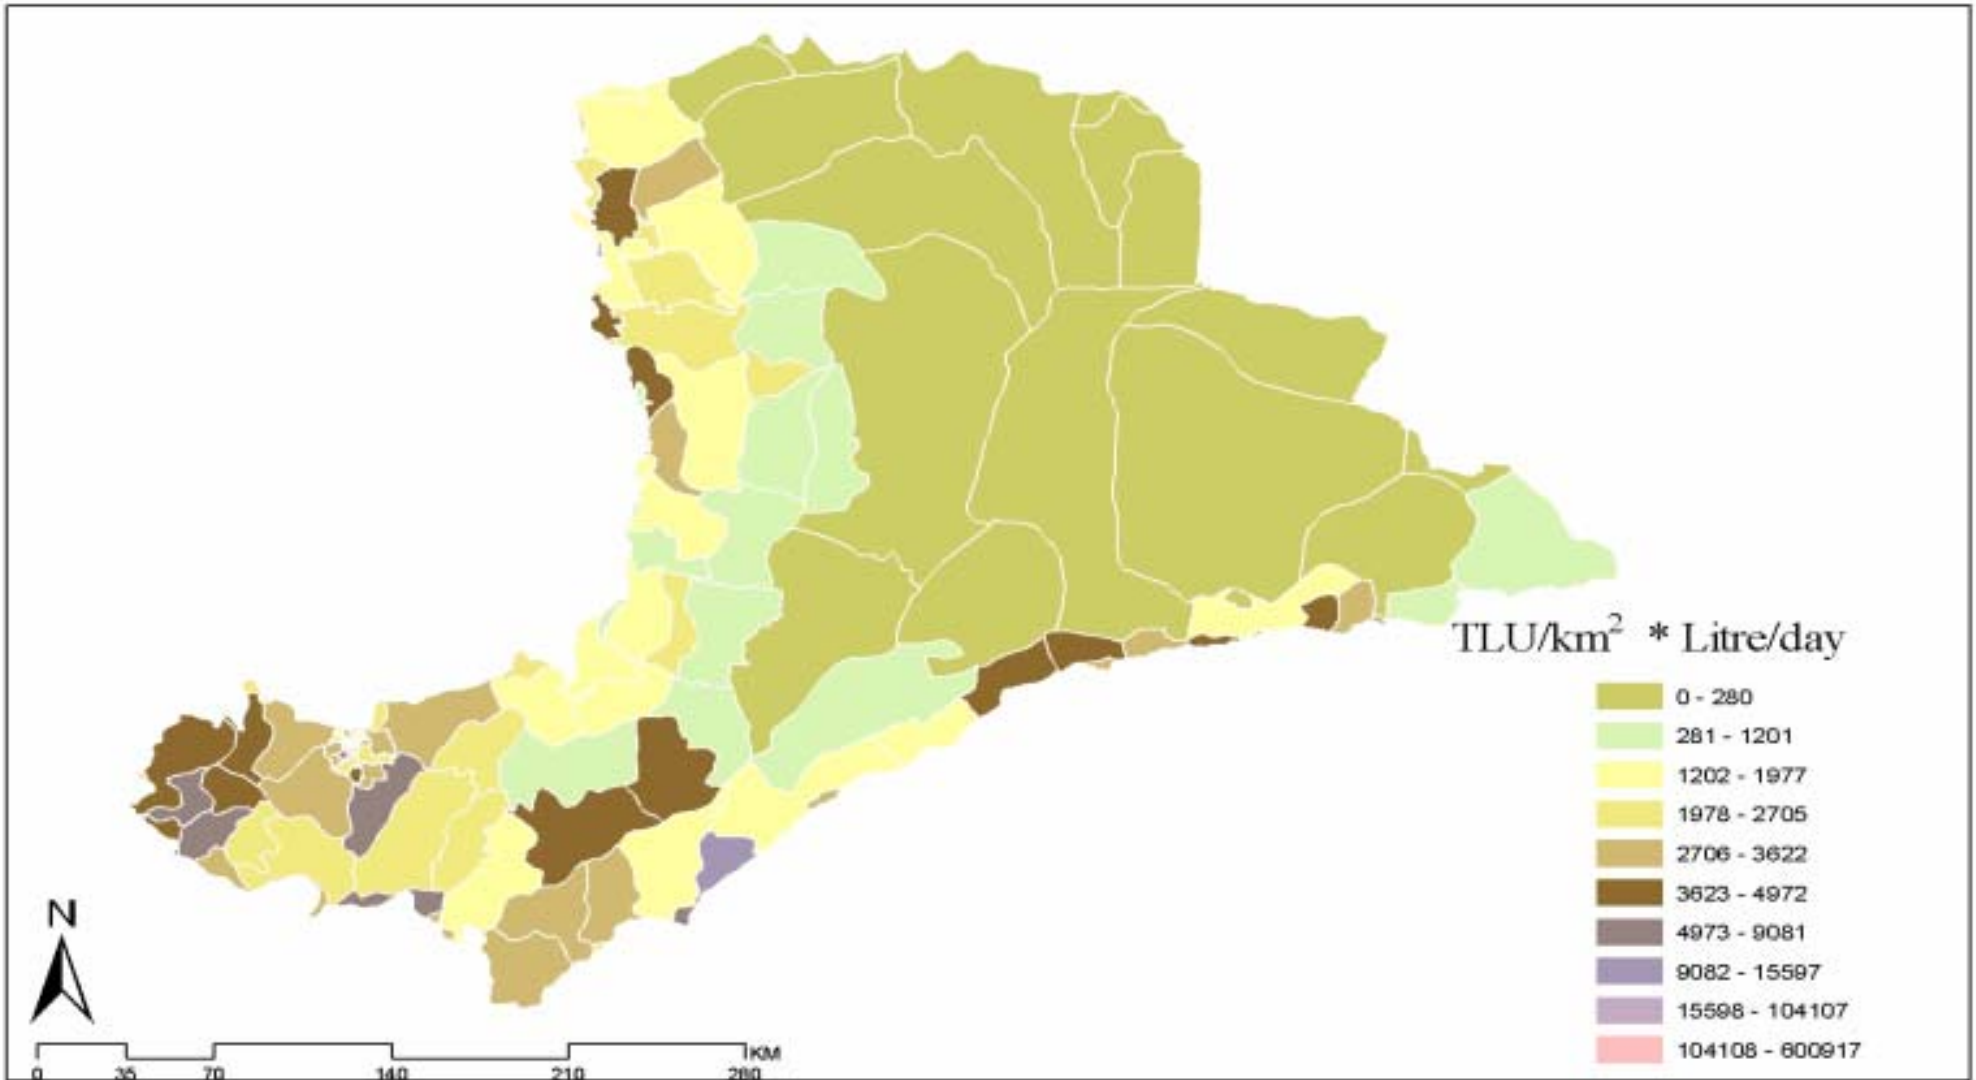 TLU/km² * Litre/day
0 - 280
281 - 1201
1202 - 1977
1978 - 2705
2706 - 3622
3623 - 4972
4973 - 9081
9082 - 15597
15598 - 104107
104108 - 600917
N
KM
0 35 70 140 210 280